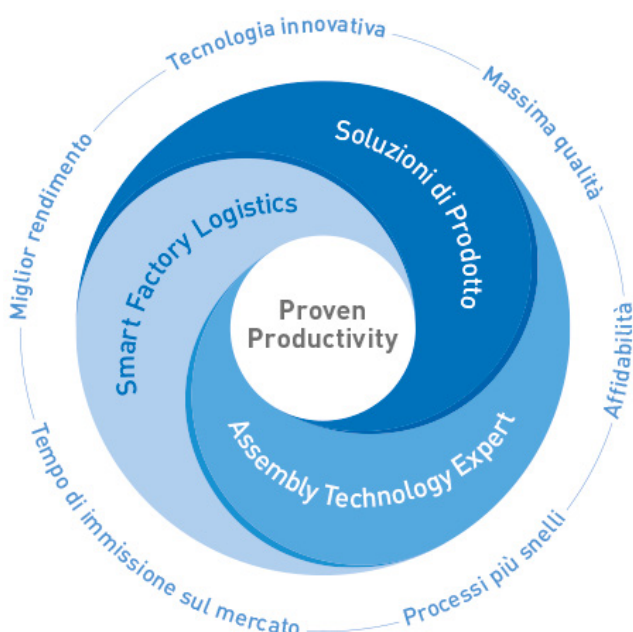 Tecnologia innovativa
Massima qualità
Affidabilità
Processi più snelli
Tempo di immissione sul mercato
Miglior rendimento
Soluzioni di Prodotto
Assembly Technology Expert
Smart Factory Logistics
Proven
Productivity